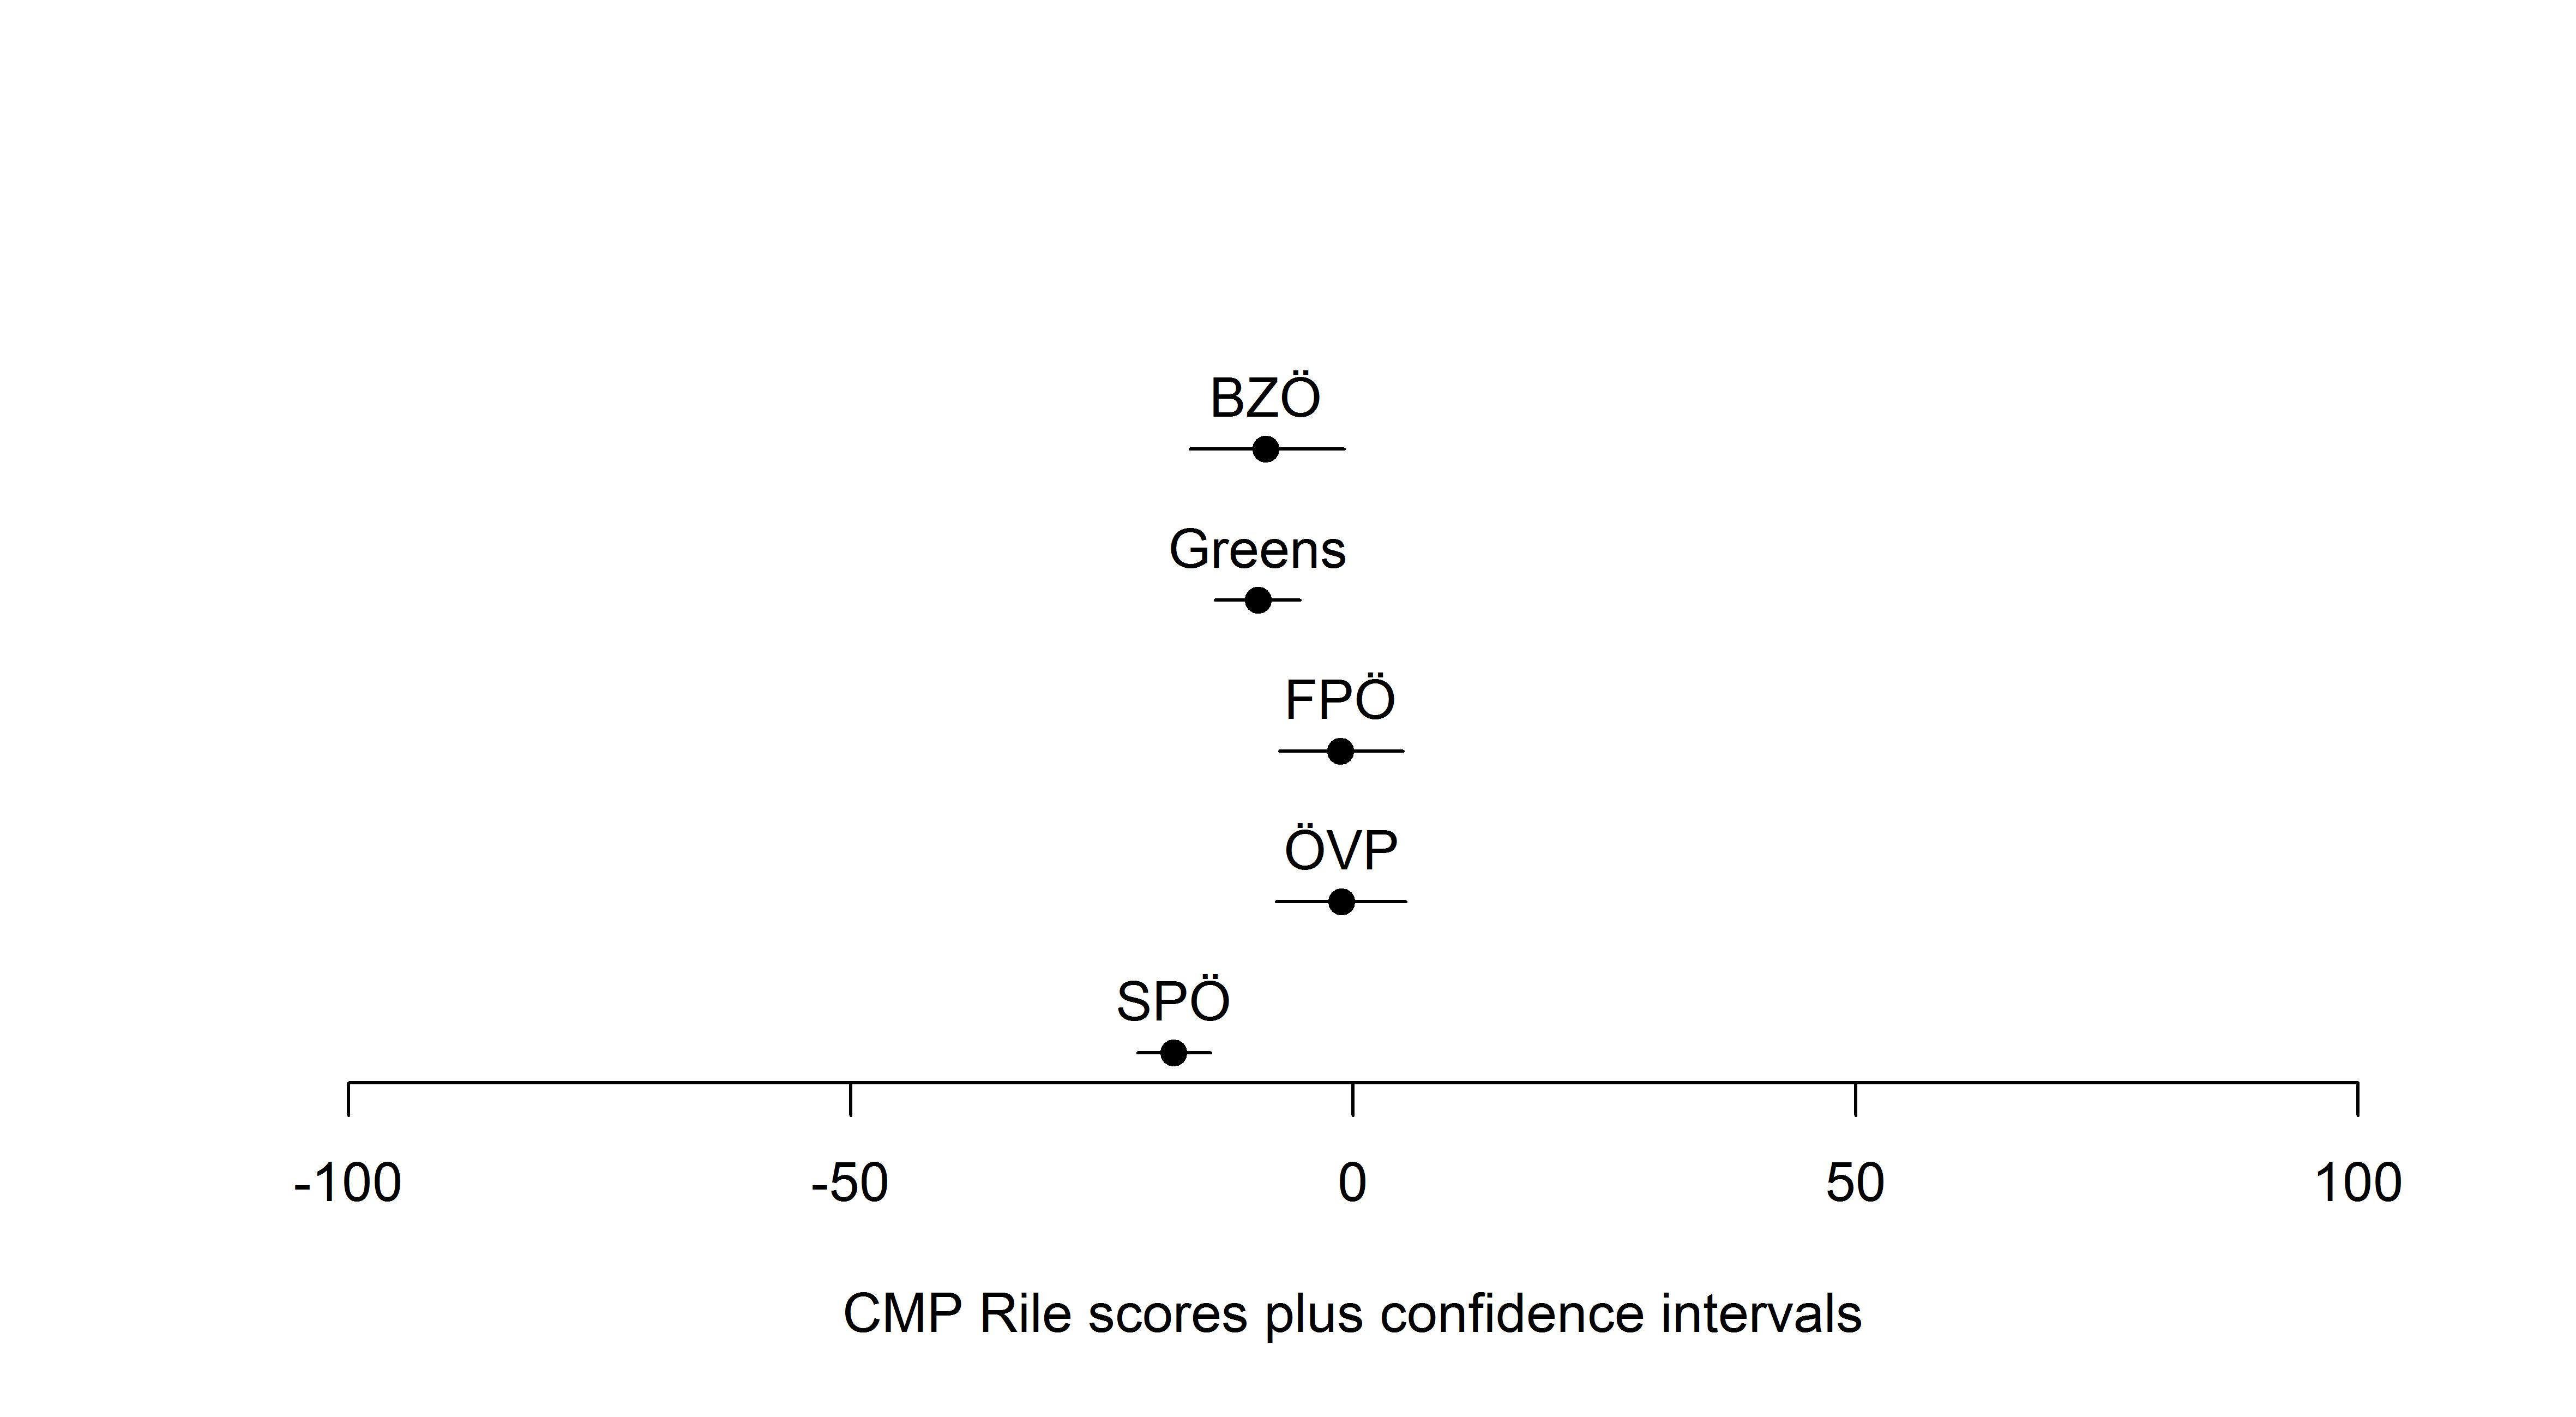 BZÖ
Greens
FPÖ
ÖVP
SPÖ
-100 -50 0 50 100
CMP Rile scores plus confidence intervals